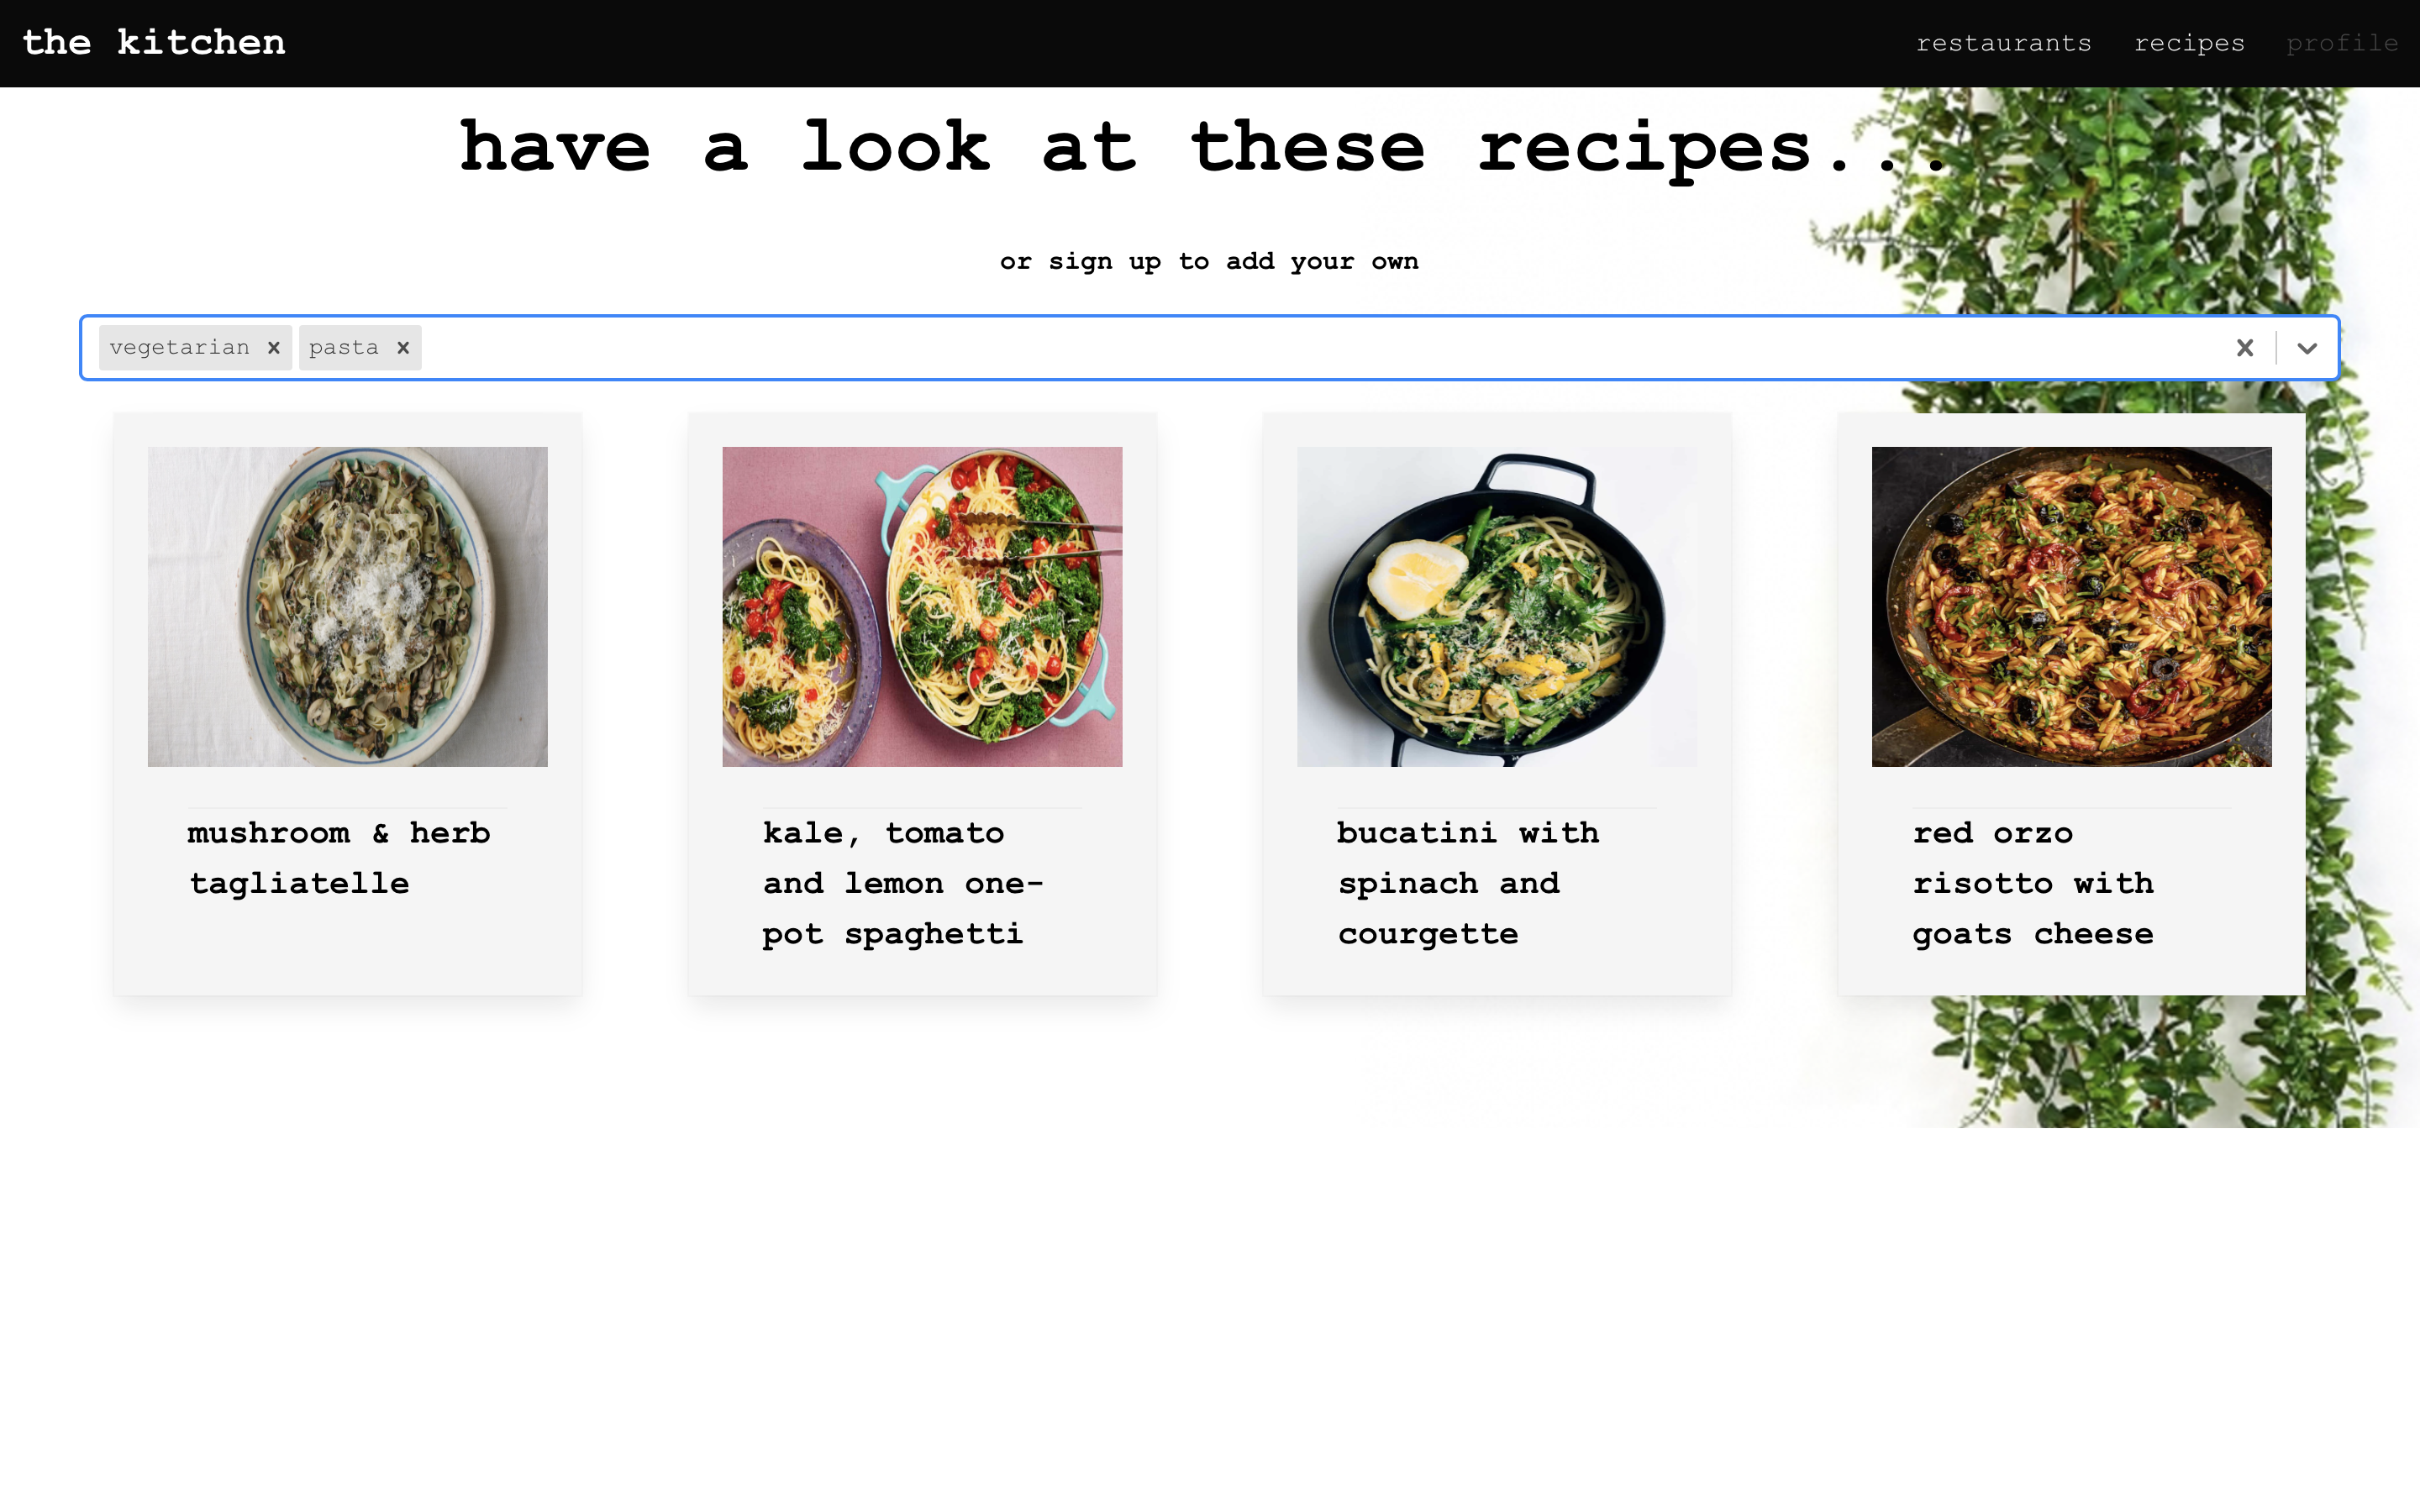 the kitchen
restaurants recipes profile
have a look at these recipes...
or sign up to add your own
vegetarian pasta
mushroom & herb
tagliatelle
kale, tomato
and lemon one-
pot spaghetti
bucatini with
spinach and
courgette
red orzo
risotto with
goats cheese